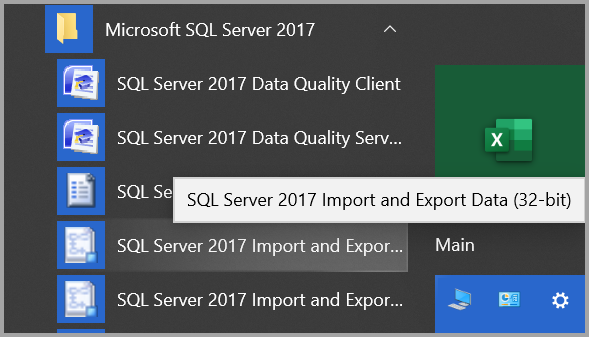 Microsoft SQL Server 2017
SQL Server 2017 Data Quality Client
SQL Server 2017 Data Quality Serv...
SQL Se
SQL Server 2017 Import and Export Data (32-bit)
SQL Server 2017 Import and Expor...
Main
SQL Server 2017 Import and Expor...